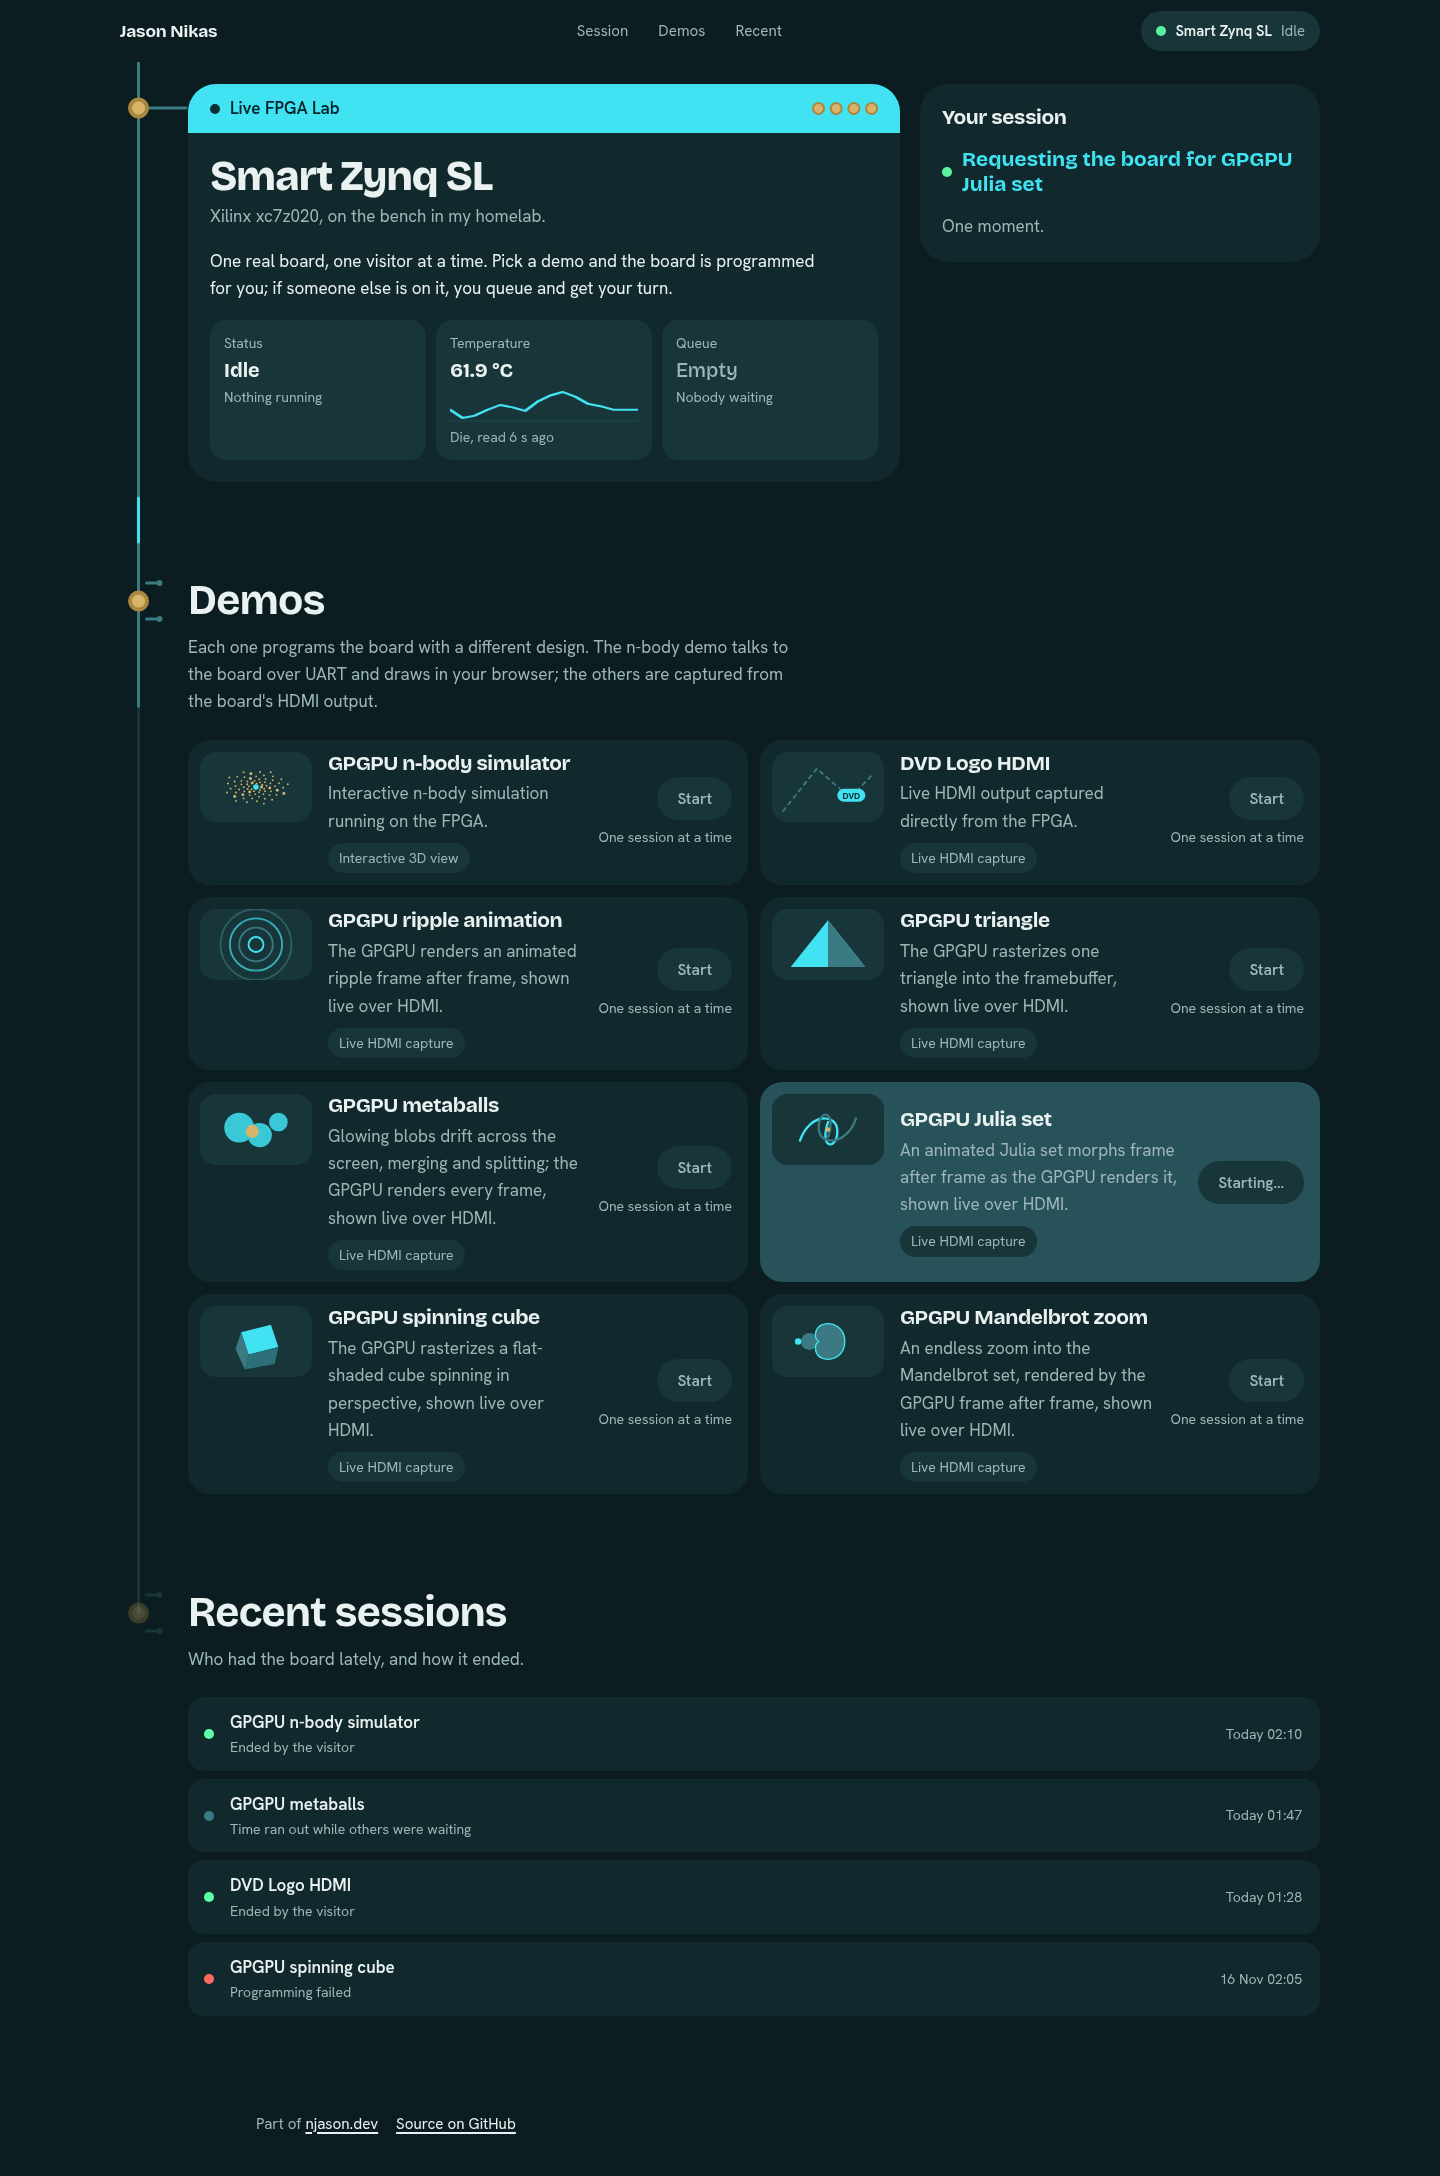 Jason Nikas
Session
Demos
Recent
Smart Zynq SL Idle
Live FPGA Lab
Smart Zynq SL
Xilinx xc7z020, on the bench in my homelab.
One real board, one visitor at a time. Pick a demo and the board is programmed
for you; if someone else is on it, you queue and get your turn.
Status
Idle
Nothing running
Temperature
61.9 °C
Die, read 6 s ago
Queue
Empty
Nobody waiting
Your session
Requesting the board for GPGPU
Julia set
One moment.
Demos
Each one programs the board with a different design. The n-body demo talks to
the board over UART and draws in your browser; the others are captured from
the board's HDMI output.
GPGPU n-body simulator
Interactive n-body simulation
running on the FPGA.
Interactive 3D view
Start
One session at a time
DVD
DVD Logo HDMI
Live HDMI output captured
directly from the FPGA.
Live HDMI capture
Start
One session at a time
GPGPU ripple animation
The GPGPU renders an animated
ripple frame after frame, shown
live over HDMI.
Live HDMI capture
Start
One session at a time
GPGPU triangle
The GPGPU rasterizes one
triangle into the framebuffer,
shown live over HDMI.
Live HDMI capture
Start
One session at a time
GPGPU metaballs
Glowing blobs drift across the
screen, merging and splitting; the
GPGPU renders every frame,
shown live over HDMI.
Live HDMI capture
Start
One session at a time
GPGPU Julia set
An animated Julia set morphs frame
after frame as the GPGPU renders it,
shown live over HDMI.
Live HDMI capture
Starting...
GPGPU spinning cube
The GPGPU rasterizes a flat-
shaded cube spinning in
perspective, shown live over
HDMI.
Live HDMI capture
Start
One session at a time
GPGPU Mandelbrot zoom
An endless zoom into the
Mandelbrot set, rendered by the
GPGPU frame after frame, shown
live over HDMI.
Live HDMI capture
Start
One session at a time
Recent sessions
Who had the board lately, and how it ended.
GPGPU n-body simulator
Ended by the visitor
Today 02:10
GPGPU metaballs
Time ran out while others were waiting
Today 01:47
DVD Logo HDMI
Ended by the visitor
Today 01:28
GPGPU spinning cube
Programming failed
16 Nov 02:05
Part of njason.dev Source on GitHub